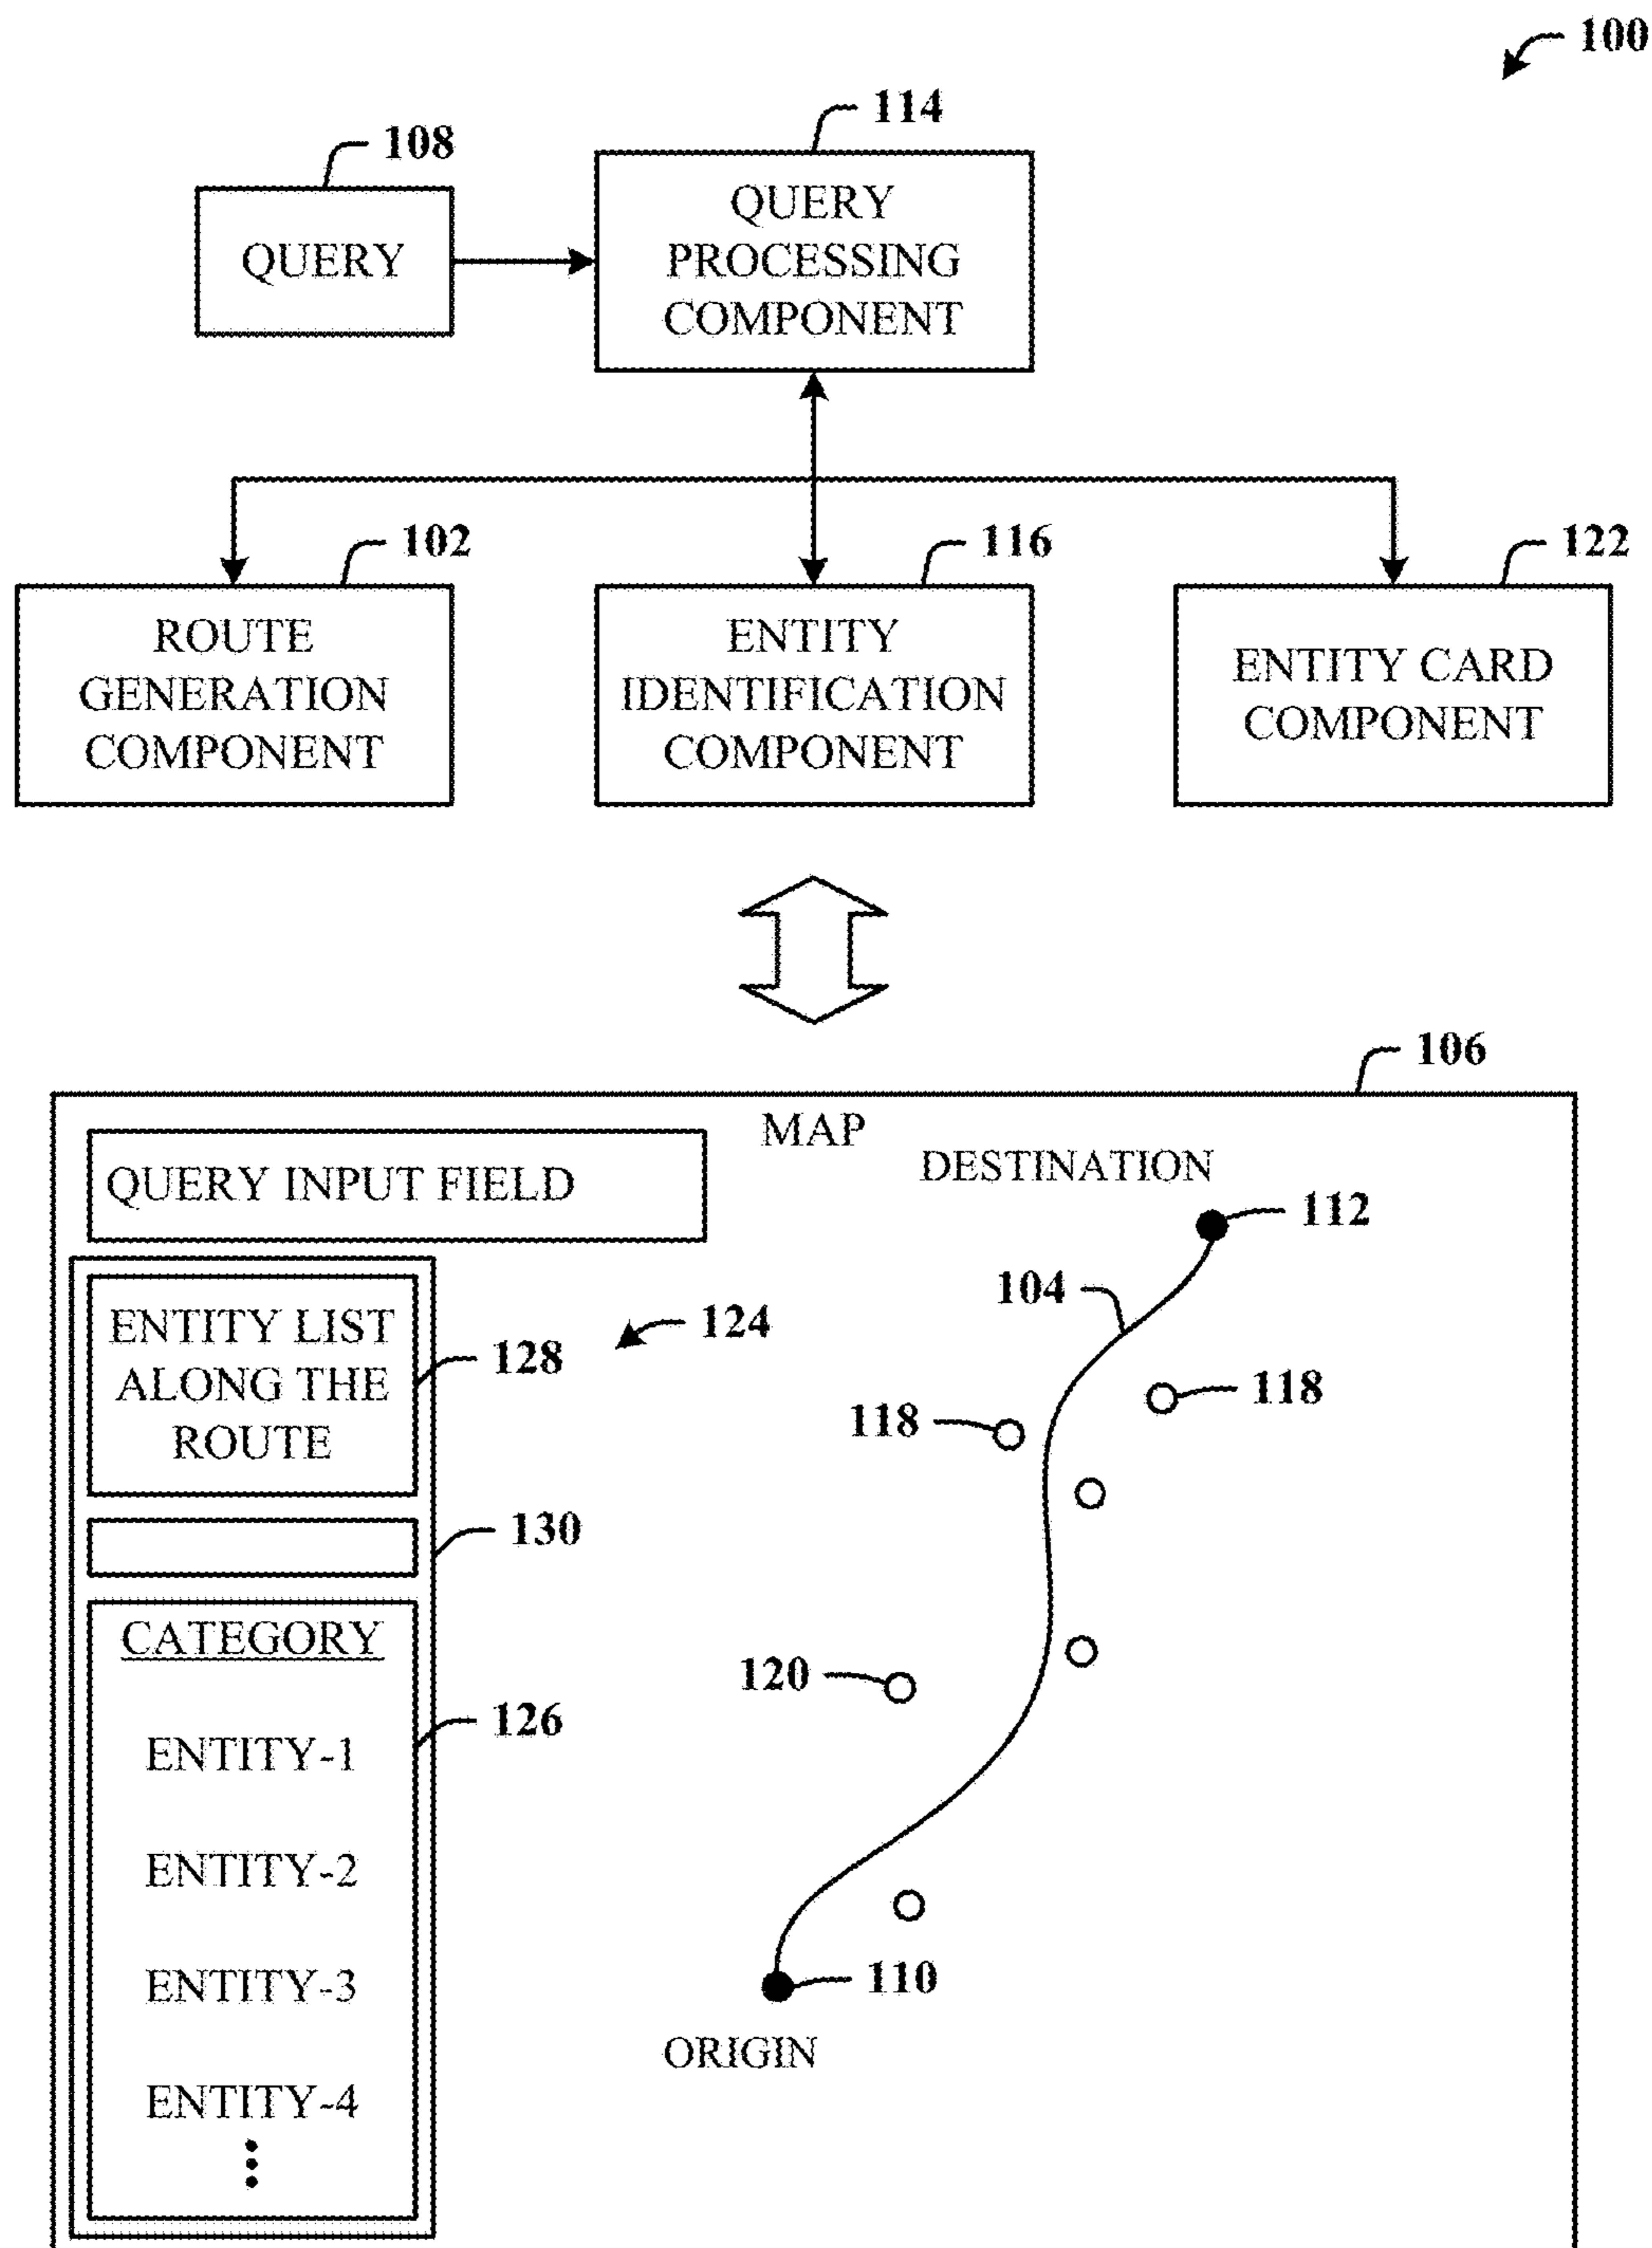 100
114
108
QUERY
QUERY
PROCESSING
COMPONENT
102
116
122
ROUTE
GENERATION
COMPONENT
ENTITY
IDENTIFICATION
COMPONENT
ENTITY CARD
COMPONENT
106
MAP
QUERY INPUT FIELD
DESTINATION
112
104
ENTITY LIST
ALONG THE
ROUTE
124
128
118
118
130
CATEGORY
120
126
ENTITY-1
ENTITY-2
ENTITY-3
110
ORIGIN
ENTITY-4